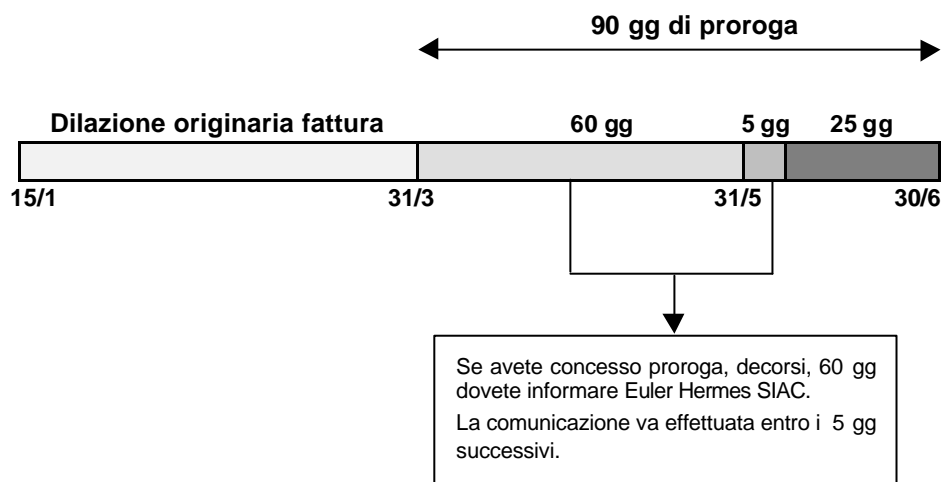 90 gg di proroga
Dilazione originaria fattura 60 gg 5 gg 25 gg
15/1 31/3 31/5 30/6
Se avete concesso proroga, decorsi, 60 gg
dovete informare Euler Hermes SIAC.
La comunicazione va effettuata entro i 5 gg
successivi.